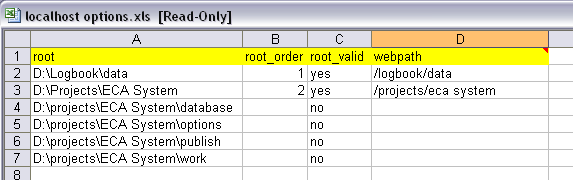 localhost options.xls [Read-Only]
A B C D
1 root root_order root_valid webpath
2 D:\Logbook\data 1 yes /logbook/data
3 D:\Projects\ECA System 2 yes /projects/eca system
4 D:\projects\ECA System\database no
5 D:\projects\ECA System\options no
6 D:\projects\ECA System\publish no
7 D:\projects\ECA System\work no
8